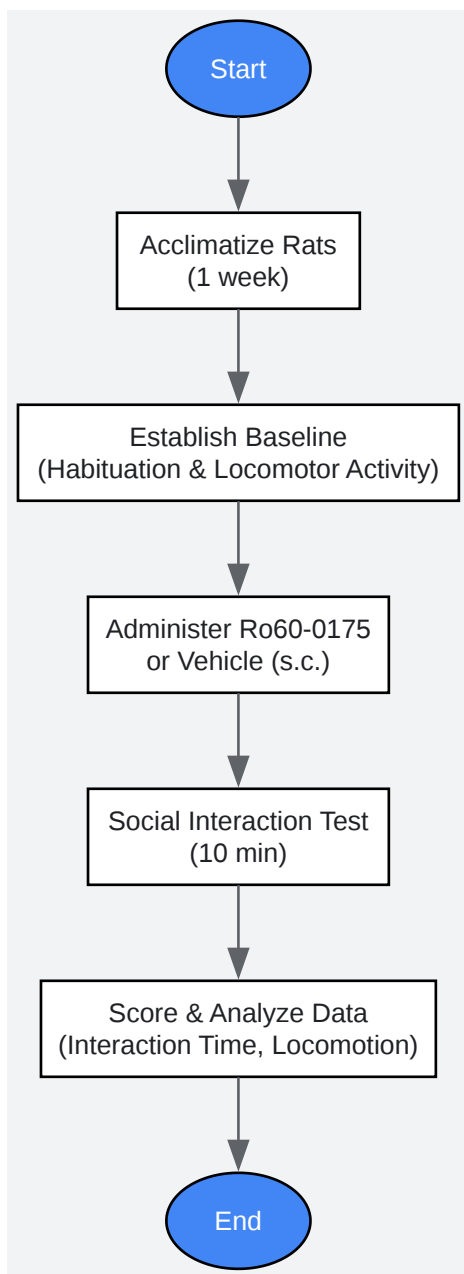 Start
Acclimatize Rats
(1 week)
Establish Baseline
(Habituation & Locomotor Activity)
Administer Ro60-0175
or Vehicle (s.c.)
Social Interaction Test
(10 min)
Score & Analyze Data
(Interaction Time, Locomotion)
End